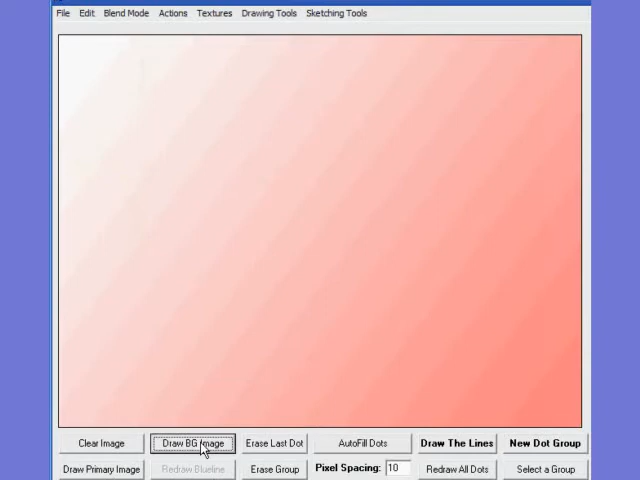 File Edit Blend Mode Actions Textures Drawing Tools Sketching Tools
Clear Image Draw BG Image Erase Last Dot AutoFill Dots Draw The Lines New Dot Group
Draw Primary Image Redraw Blueline Erase Group Pixel Spacing: 10 Redraw All Dots Select a Group